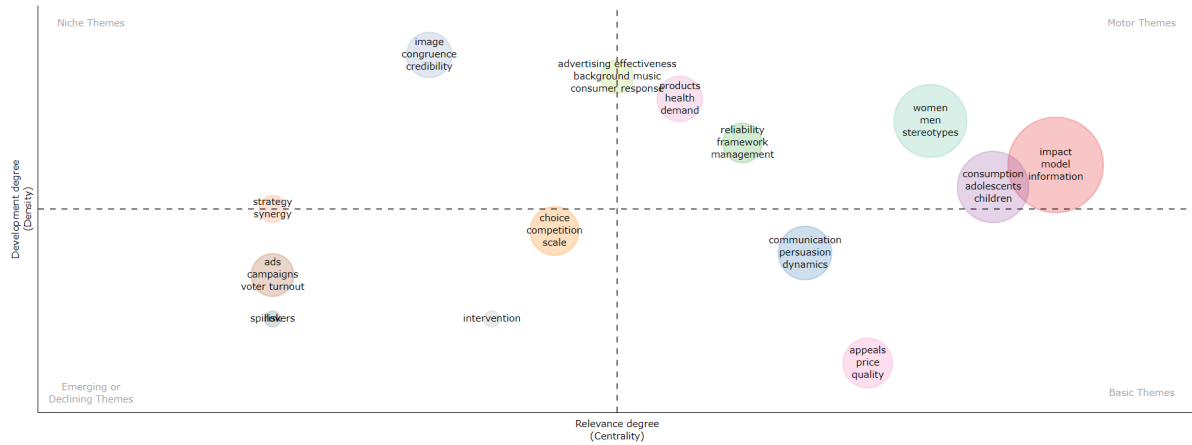 Niche Themes
Motor Themes
image
congruence
credibility
advertising effectiveness
background music
consumer response
products
health
demand
women
men
stereotypes
reliability
framework
management
impact
model
information
consumption
adolescents
children
strategy
synergy
choice
competition
scale
communication
persuasion
dynamics
ads
campaigns
voter turnout
intervention
appeals
price
quality
Emerging or
Declining Themes
Basic Themes
Development degree
(Density)
Relevance degree
(Centrality)